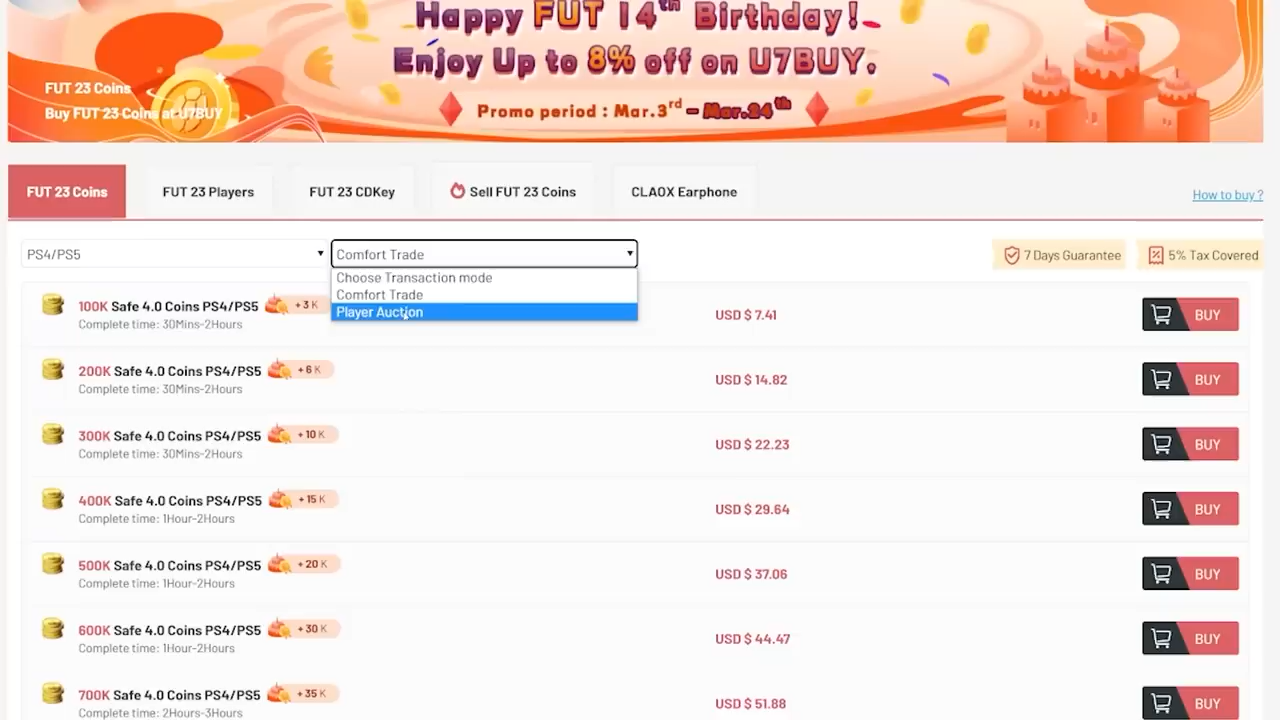 Happy FUT 14th Birthday!
Enjoy Up to 8% off on U7BUY.
Promo period : Mar.3rd – Mar.24th
FUT 23 Coins
Buy FUT 23 Coins at U7BUY
FUT 23 Coins
FUT 23 Players
FUT 23 CDKey
Sell FUT 23 Coins
CLAOX Earphone
How to buy ?
PS4/PS5
Comfort Trade
Choose Transaction mode
Comfort Trade
Player Auction
7 Days Guarantee
5% Tax Covered
100K Safe 4.0 Coins PS4/PS5 +3 K
Complete time: 30Mins-2Hours
USD $ 7.41
BUY
200K Safe 4.0 Coins PS4/PS5 +6 K
Complete time: 30Mins-2Hours
USD $ 14.82
BUY
300K Safe 4.0 Coins PS4/PS5 +10 K
Complete time: 30Mins-2Hours
USD $ 22.23
BUY
400K Safe 4.0 Coins PS4/PS5 +15 K
Complete time: 1Hour-2Hours
USD $ 29.64
BUY
500K Safe 4.0 Coins PS4/PS5 +20 K
Complete time: 1Hour-2Hours
USD $ 37.06
BUY
600K Safe 4.0 Coins PS4/PS5 +30 K
Complete time: 1Hour-2Hours
USD $ 44.47
BUY
700K Safe 4.0 Coins PS4/PS5 +35 K
Complete time: 2Hours-3Hours
USD $ 51.88
BUY